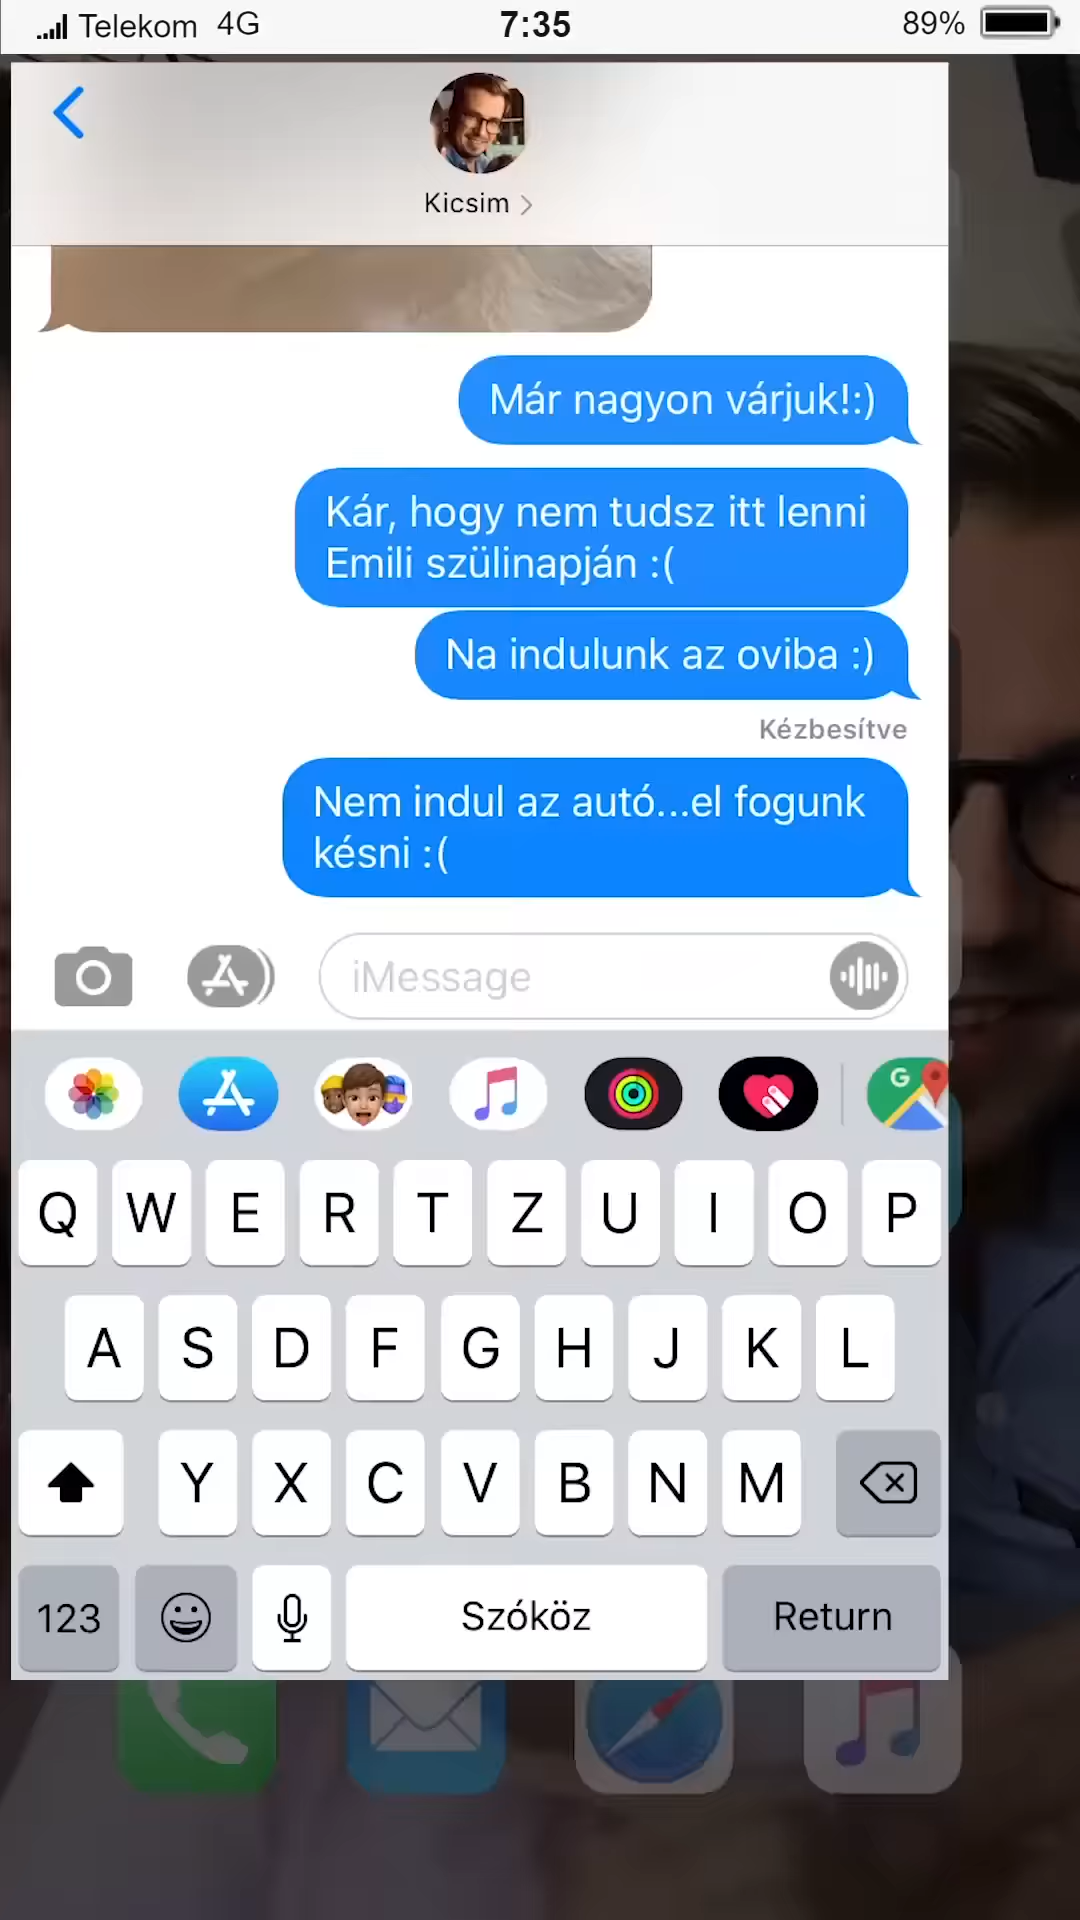 Telekom 4G 7:35 89%
Kicsim
Már nagyon várjuk!:)
Kár, hogy nem tudsz itt lenni
Emili szülinapján :(
Na indulunk az oviba :)
Kézbesítve
Nem indul az autó...el fogunk
késni :(
iMessage
G
Q W E R T Z U I O P
A S D F G H J K L
Y X C V B N M
123 Szóköz Return